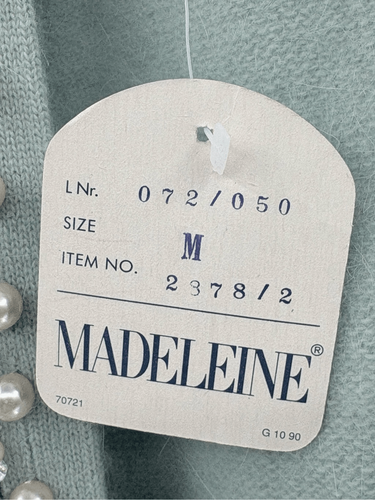 L Nr. 072/050
SIZE M
ITEM NO. 2378/2
MADELEINE®
70721 G 10 90